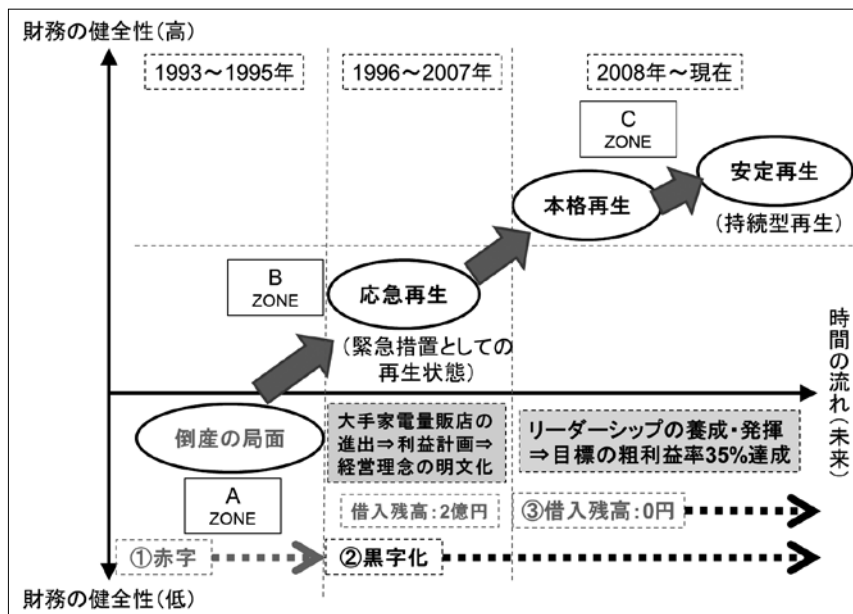 財務の健全性(高)
1993～1995年
1996～2007年
2008年～現在
C
ZONE
安定再生
(持続型再生)
本格再生
B
ZONE
応急再生
(緊急措置としての
再生状態)
時間の流れ(未来)
倒産の局面
大手家電量販店の
進出⇒利益計画⇒
経営理念の明文化
リーダーシップの養成・発揮
⇒目標の粗利益率35%達成
A
ZONE
借入残高:2億円
③借入残高:0円
①赤字
②黒字化
財務の健全性(低)